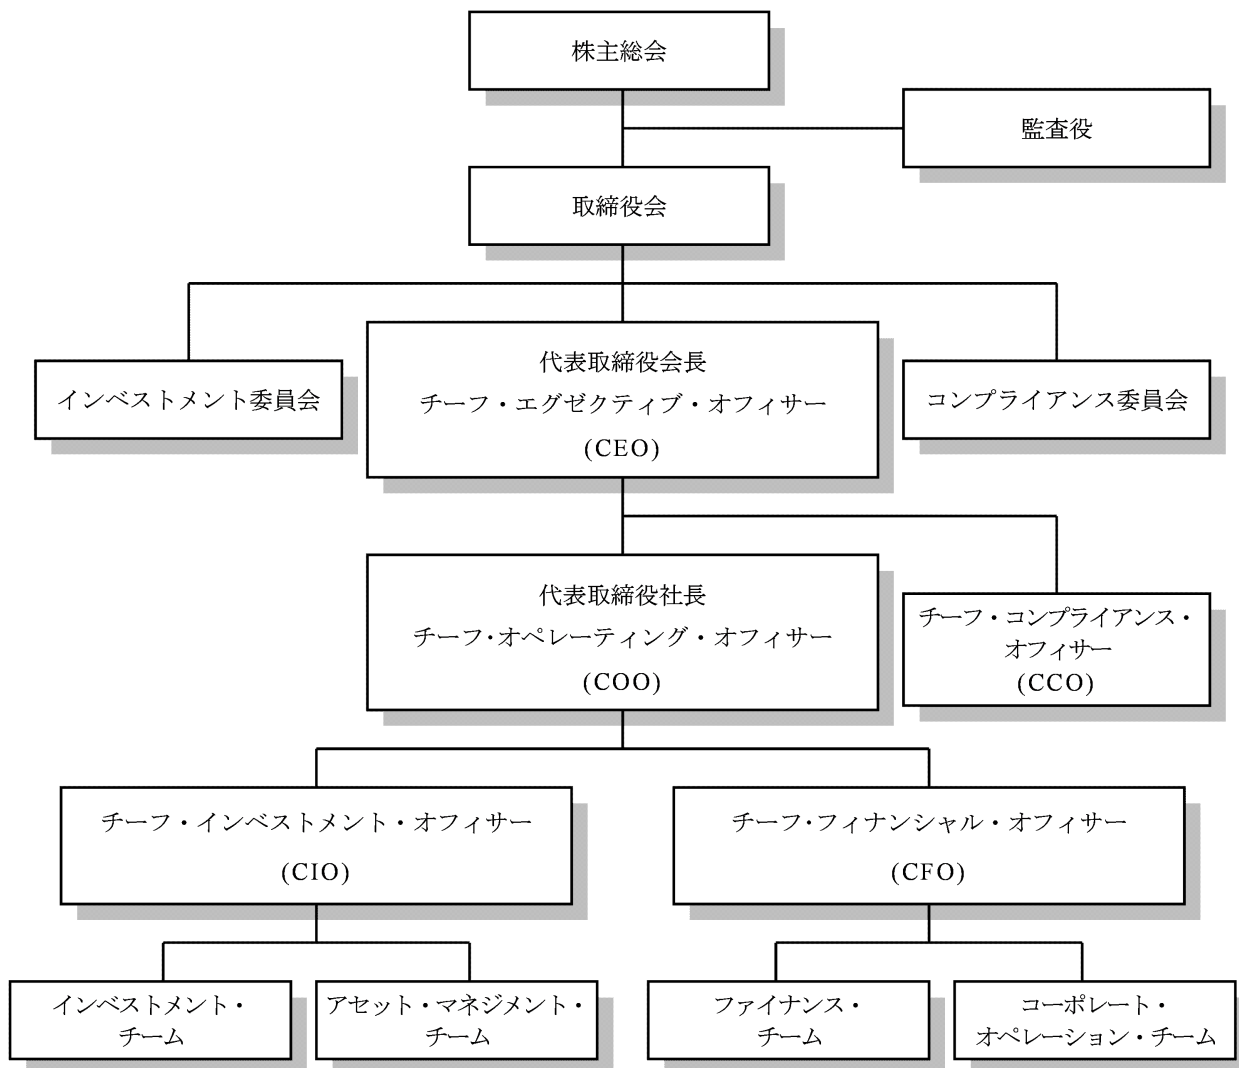 株主総会
監査役
取締役会
インベストメント委員会
代表取締役会長
チーフ・エグゼクティブ・オフィサー
(CEO)
コンプライアンス委員会
代表取締役社長
チーフ・オペレーティング・オフィサー
(COO)
チーフ・コンプライアンス・
オフィサー
(CCO)
チーフ・インベストメント・オフィサー
(CIO)
チーフ・フィナンシャル・オフィサー
(CFO)
インベストメント・
チーム
アセット・マネジメント・
チーム
ファイナンス・
チーム
コーポレート・
オペレーション・チーム